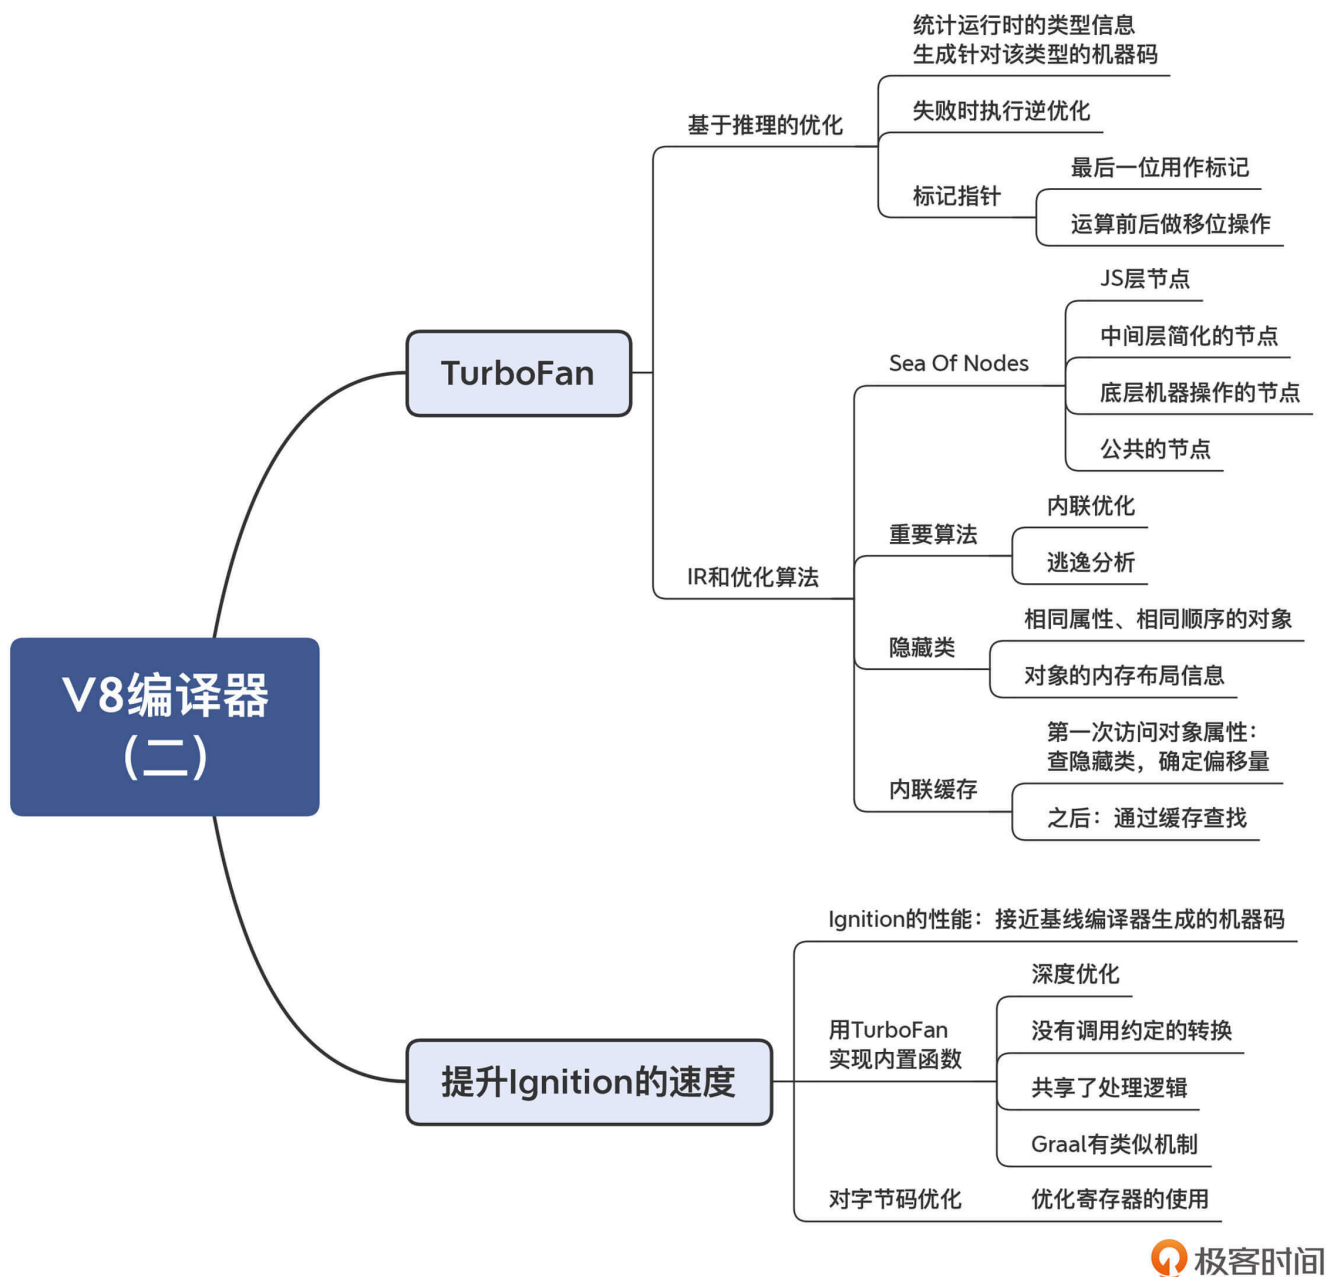 统计运行时的类型信息
生成针对该类型的机器码
基于推理的优化
失败时执行逆优化
最后一位用作标记
标记指针
运算前后做移位操作
TurboFan
JS层节点
中间层简化的节点
Sea Of Nodes
底层机器操作的节点
公共的节点
内联优化
重要算法
逃逸分析
IR和优化算法
相同属性、相同顺序的对象
隐藏类
对象的内存布局信息
第一次访问对象属性：
查隐藏类，确定偏移量
内联缓存
之后：通过缓存查找
V8编译器
（二）
Ignition的性能：接近基线编译器生成的机器码
深度优化
用TurboFan
实现内置函数
没有调用约定的转换
提升Ignition的速度
共享了处理逻辑
Graal有类似机制
对字节码优化
优化寄存器的使用
极客时间